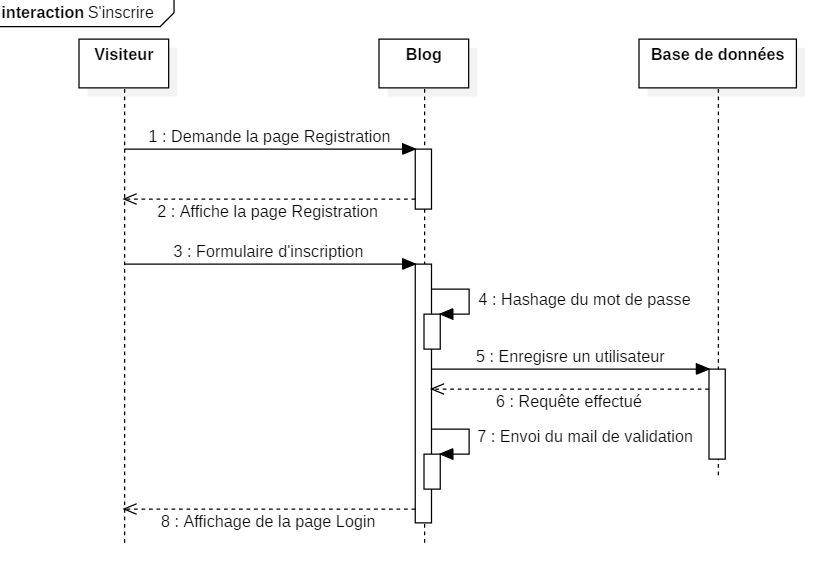 interaction S'inscrire
Visiteur
Blog
Base de données
1 : Demande la page Registration
2 : Affiche la page Registration
3 : Formulaire d'inscription
4 : Hashage du mot de passe
5 : Enregisre un utilisateur
6 : Requête effectué
7 : Envoi du mail de validation
8 : Affichage de la page Login